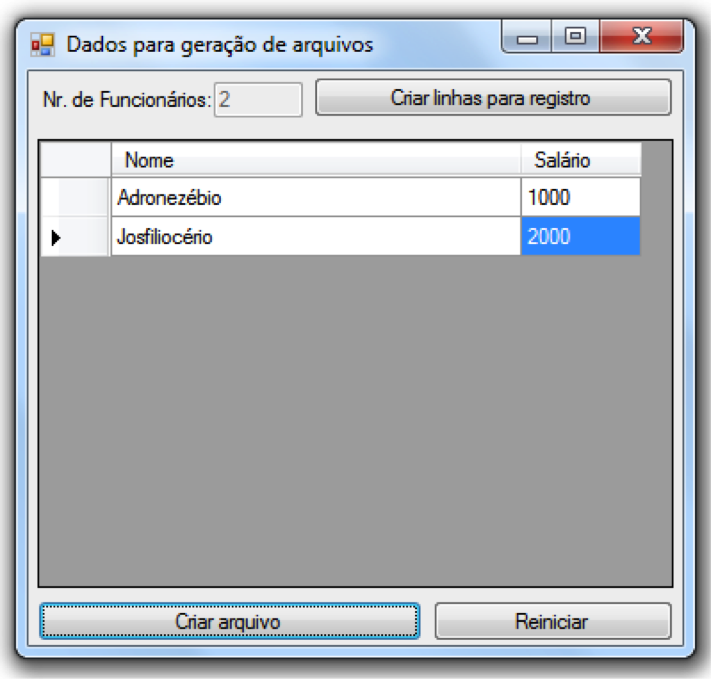 Dados para geração de arquivos
Nr. de Funcionários: 2 Criar linhas para registro
Nome Salário
Adronezébio 1000
Josfiliocério 2000
Criar arquivo Reiniciar